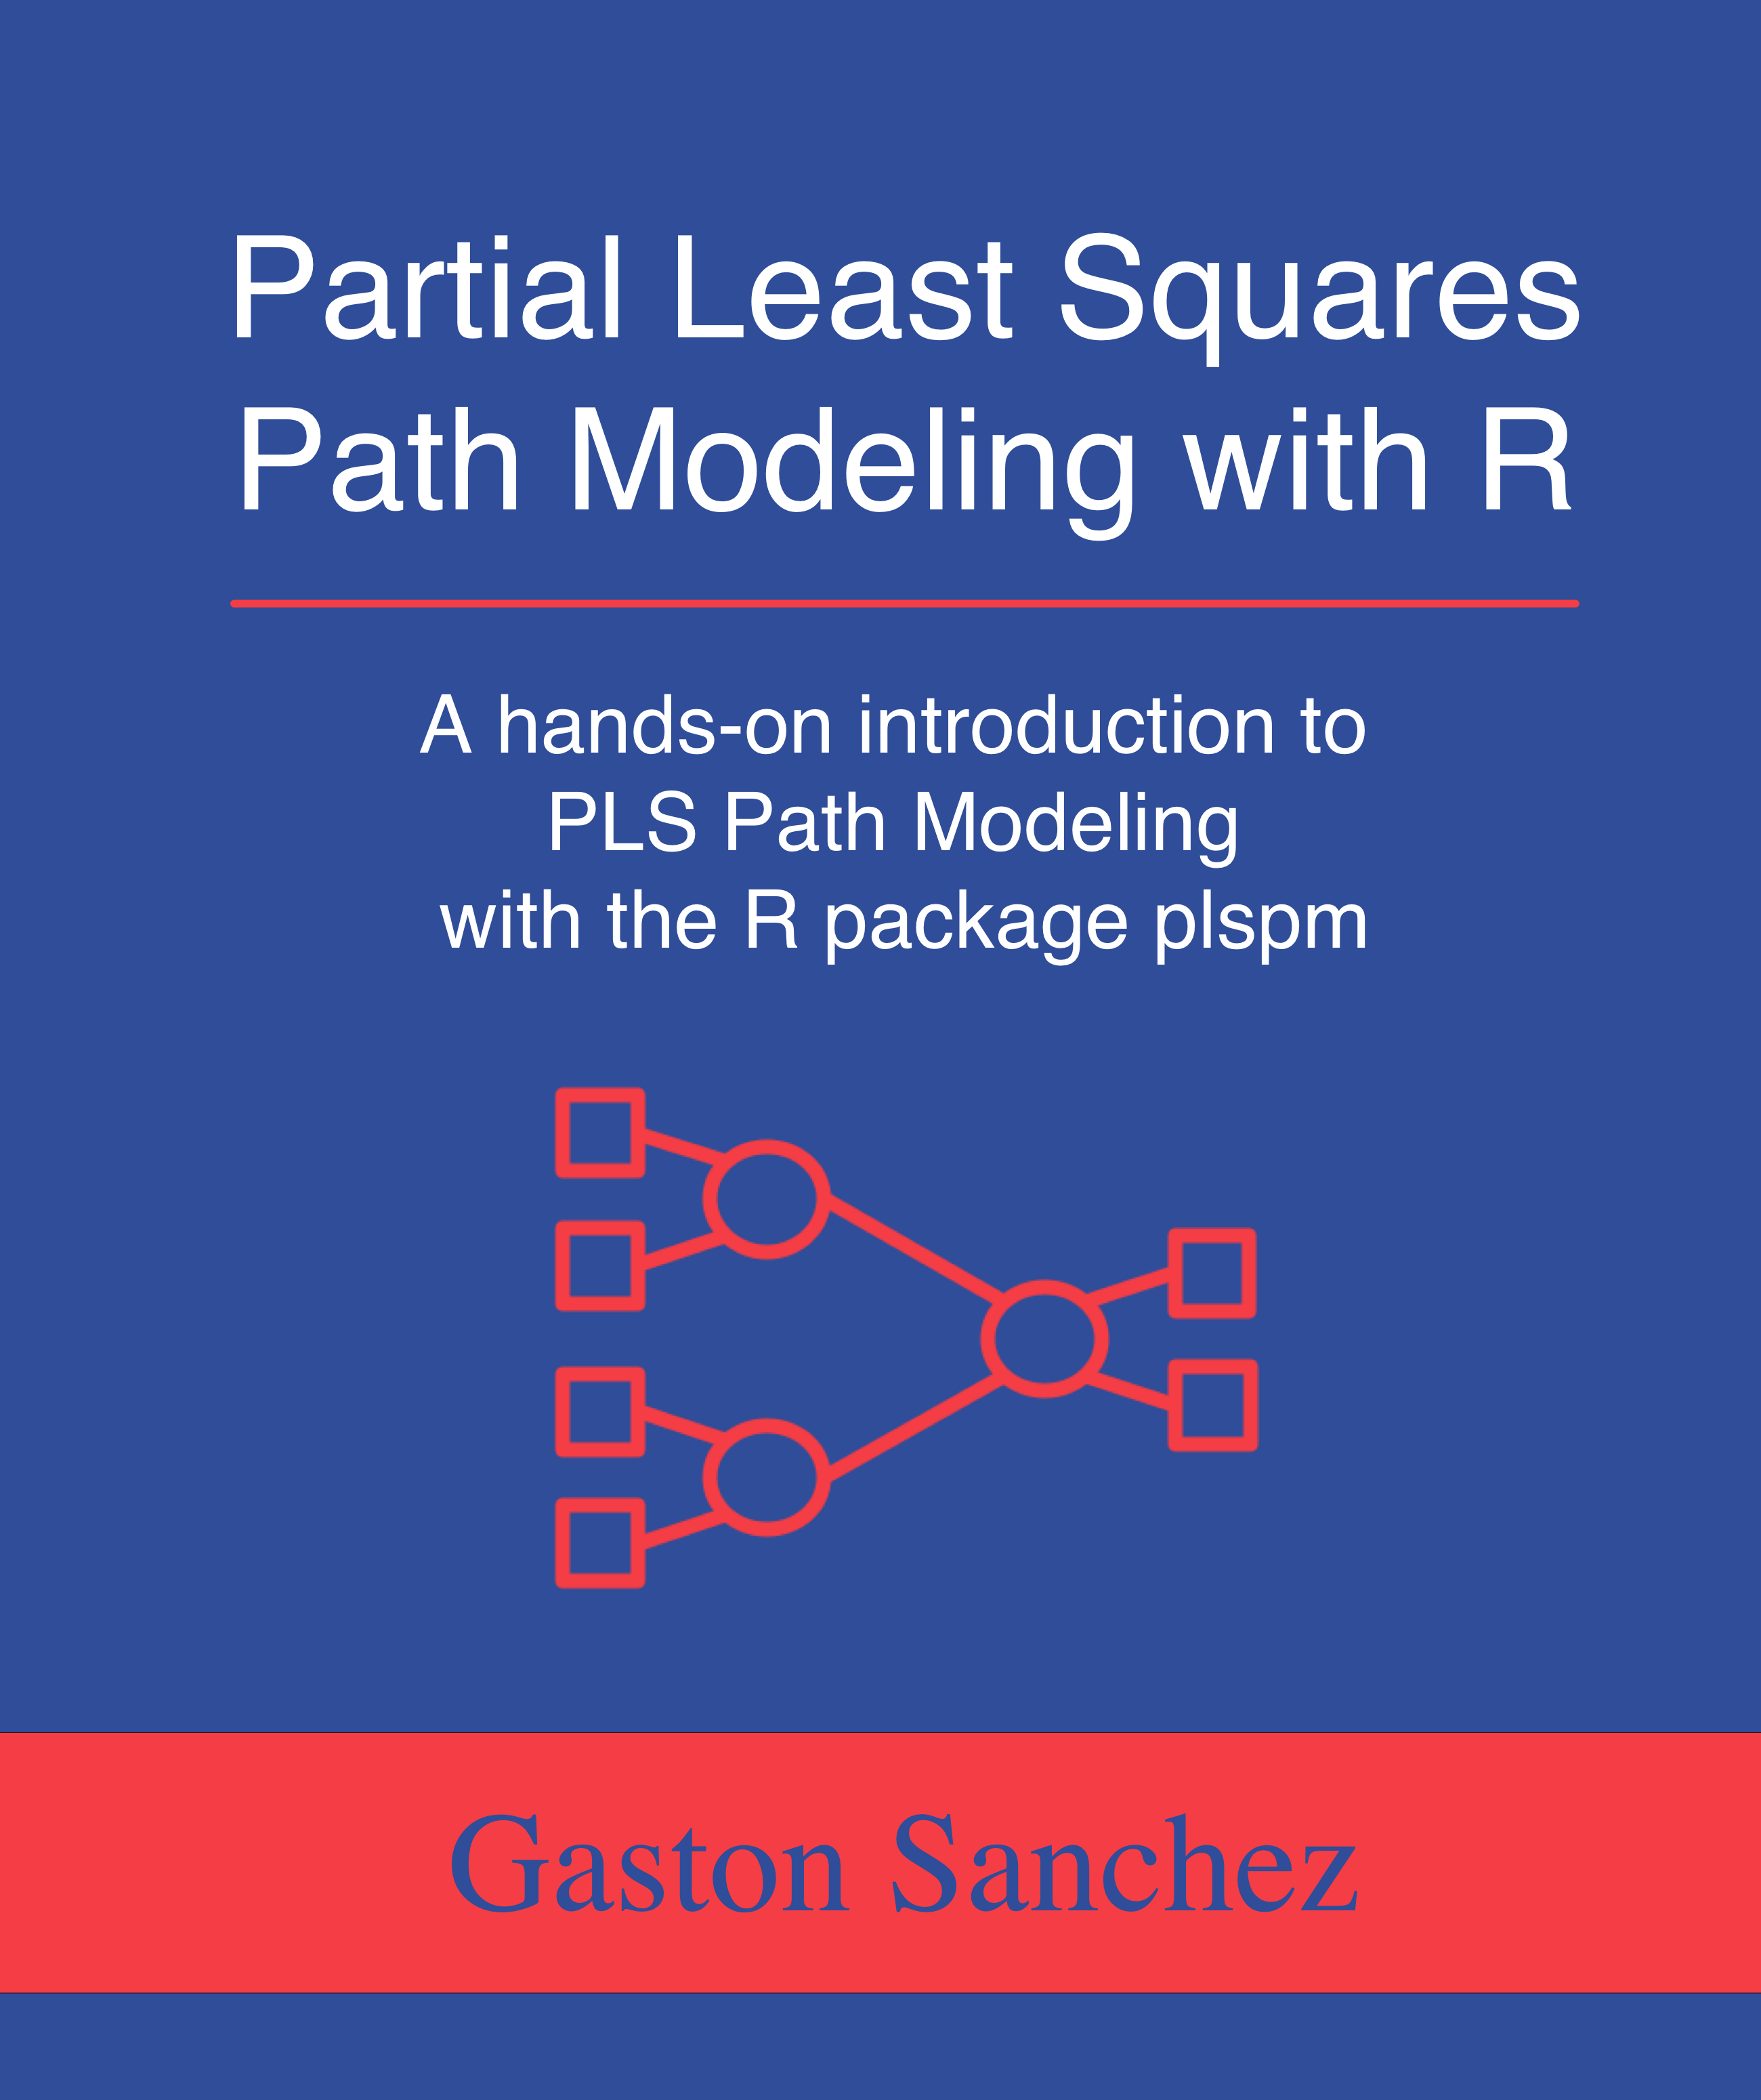 Partial Least Squares
Path Modeling with R
A hands-on introduction to
PLS Path Modeling
with the R package plspm
Gaston Sanchez